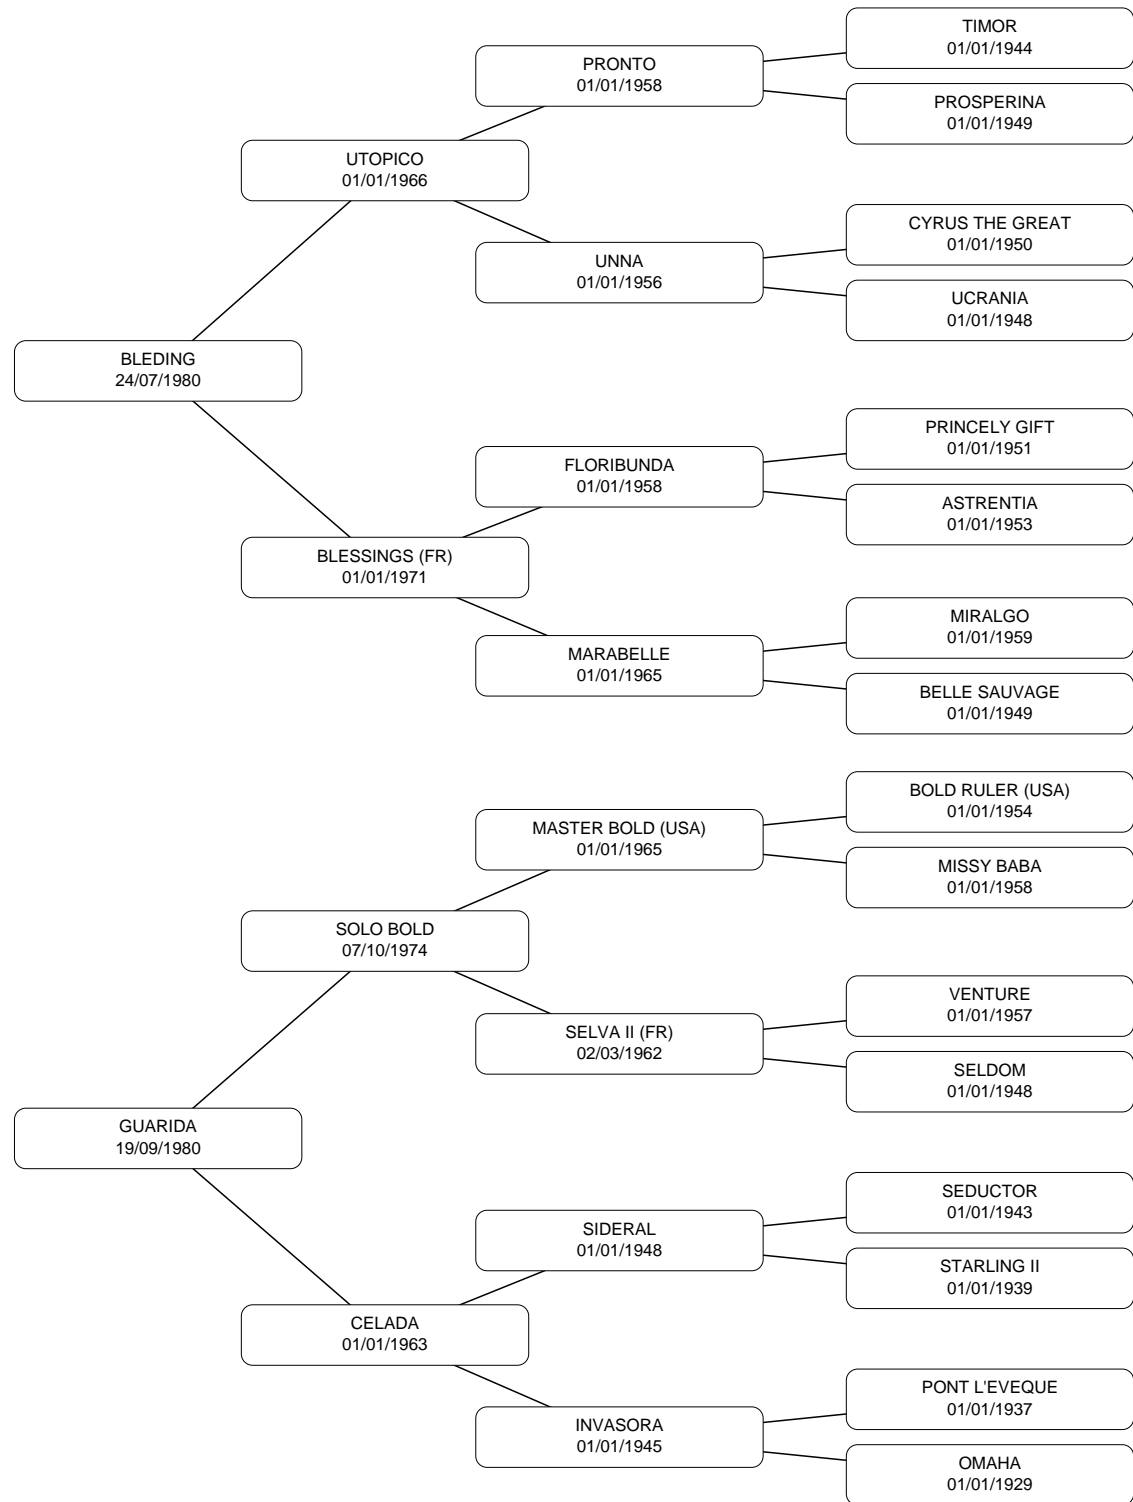 TIMOR
01/01/1944
PRONTO
01/01/1958
PROSPERINA
01/01/1949
UTOPICO
01/01/1966
CYRUS THE GREAT
01/01/1950
UNNA
01/01/1956
UCRANIA
01/01/1948
BLEDING
24/07/1980
PRINCELY GIFT
01/01/1951
FLORIBUNDA
01/01/1958
ASTRENTIA
01/01/1953
BLESSINGS (FR)
01/01/1971
MIRALGO
01/01/1959
MARABELLE
01/01/1965
BELLE SAUVAGE
01/01/1949
BOLD RULER (USA)
01/01/1954
MASTER BOLD (USA)
01/01/1965
MISSY BABA
01/01/1958
SOLO BOLD
07/10/1974
VENTURE
01/01/1957
SELVA II (FR)
02/03/1962
SELDOM
01/01/1948
GUARIDA
19/09/1980
SEDUCTOR
01/01/1943
SIDERAL
01/01/1948
STARLING II
01/01/1939
CELADA
01/01/1963
PONT L'EVEQUE
01/01/1937
INVASORA
01/01/1945
OMAHA
01/01/1929